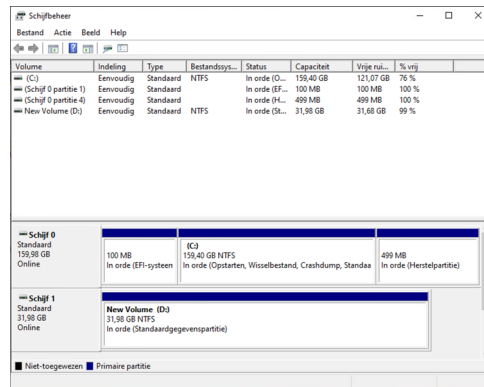 Schijfbeheer
Bestand Actie Beeld Help
Volume Indeling Type Bestandssys... Status Capaciteit Vrije rui... % vrij
(C:) Eenvoudig Standaard NTFS In orde (O... 159,40 GB 121,07 GB 76 %
(Schijf 0 partitie 1) Eenvoudig Standaard In orde (EF... 100 MB 100 MB 100 %
(Schijf 0 partitie 4) Eenvoudig Standaard In orde (H... 499 MB 499 MB 100 %
New Volume (D:) Eenvoudig Standaard NTFS In orde (St... 31,98 GB 31,68 GB 99 %
Schijf 0
Standaard
159,98 GB
Online
100 MB
In orde (EFI-systeen
(C:)
159,40 GB NTFS
In orde (Opstarten, Wisselbestand, Crashdump, Standaa
499 MB
In orde (Herstelpartitie)
Schijf 1
Standaard
31,98 GB
Online
New Volume (D:)
31,98 GB NTFS
In orde (Standaardgegevenspartitie)
Niet-toegewezen Primaire partitie